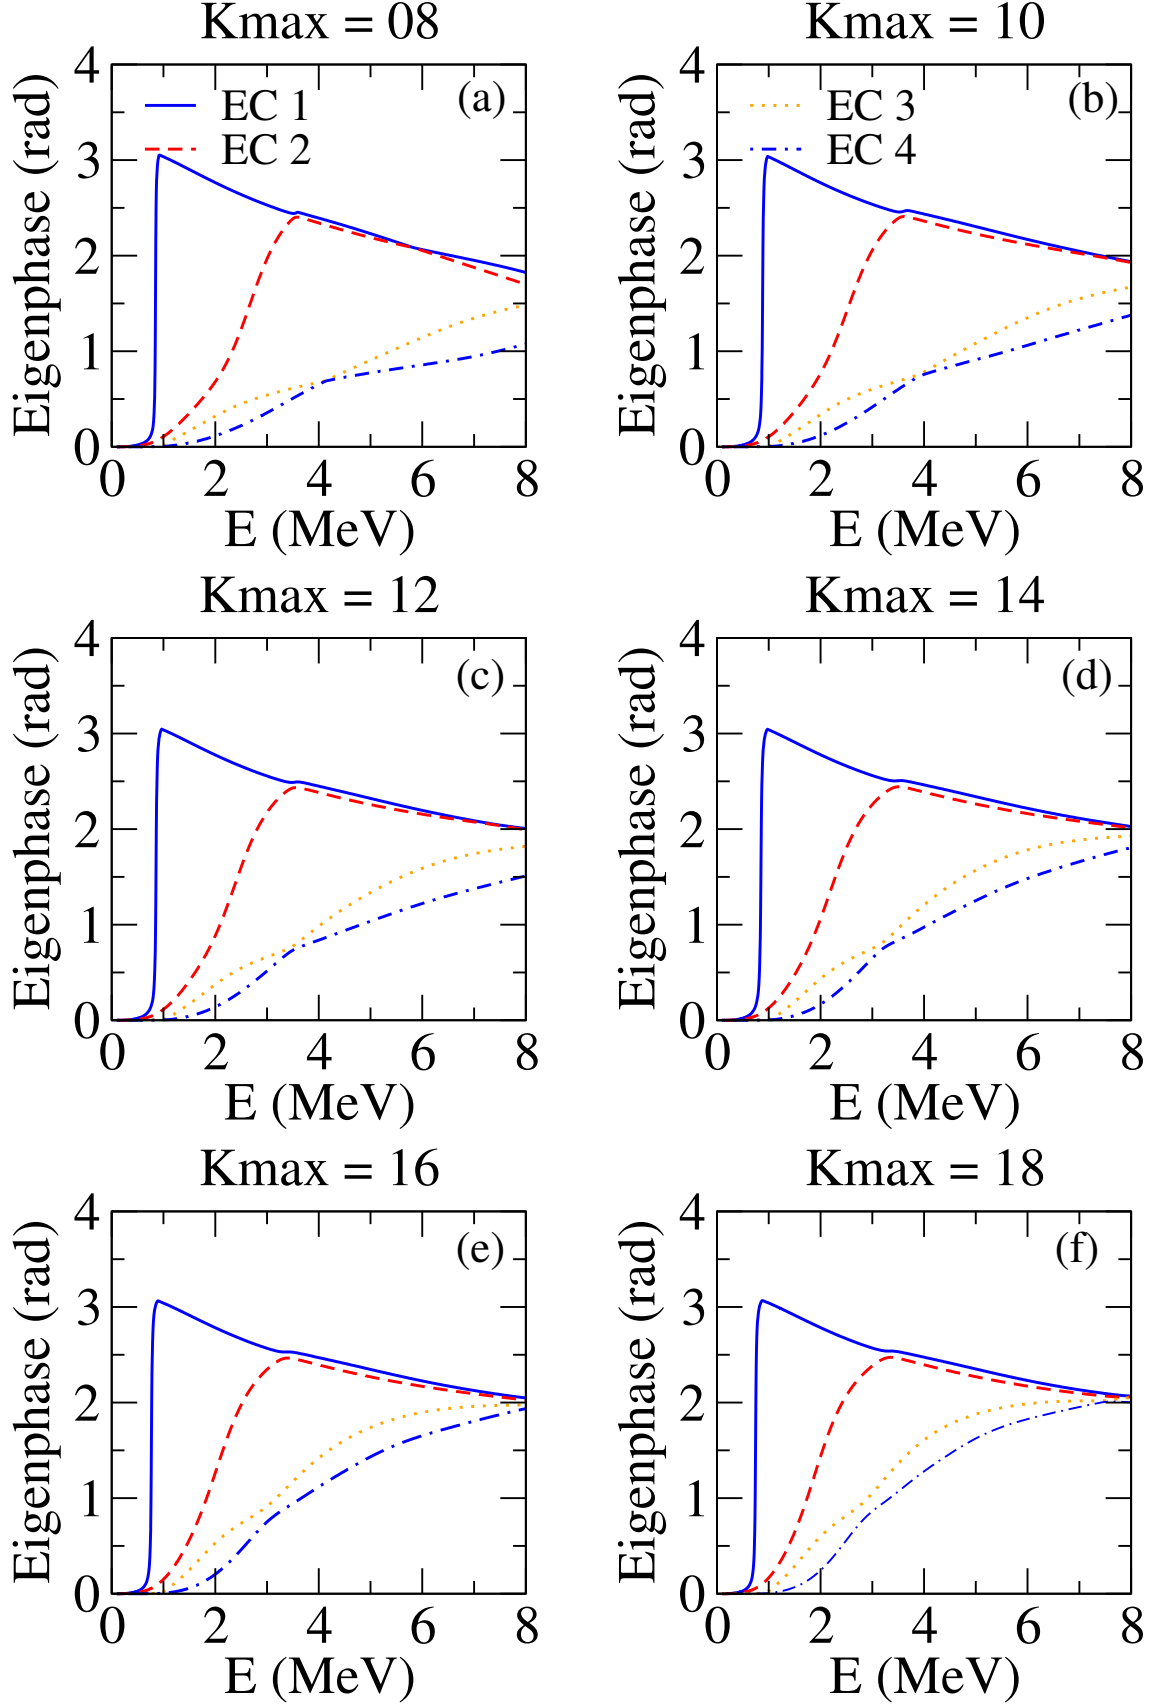 Kmax = 08
4
3
2
1
0
Eigenphase (rad)
EC 1
EC 2
(a)
0 2 4 6 8
E (MeV)
Kmax = 10
4
3
2
1
0
Eigenphase (rad)
EC 3
EC 4
(b)
0 2 4 6 8
E (MeV)
Kmax = 12
4
3
2
1
0
Eigenphase (rad)
(c)
0 2 4 6 8
E (MeV)
Kmax = 14
4
3
2
1
0
Eigenphase (rad)
(d)
0 2 4 6 8
E (MeV)
Kmax = 16
4
3
2
1
0
Eigenphase (rad)
(e)
0 2 4 6 8
E (MeV)
Kmax = 18
4
3
2
1
0
Eigenphase (rad)
(f)
0 2 4 6 8
E (MeV)